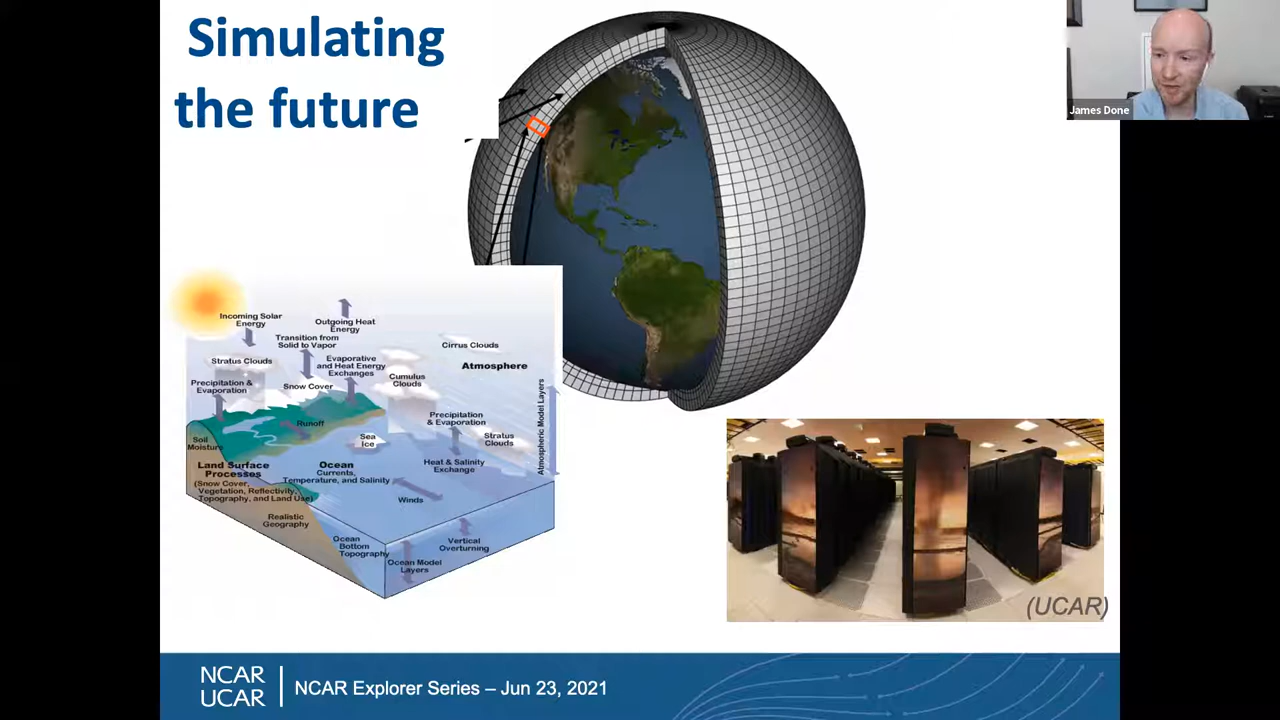 Simulating
the future
James Done
Incoming Solar
Energy
Outgoing Heat
Energy
Transition from
Solid to Vapor
Stratus Clouds
Evaporative
and Heat Energy
Exchanges
Cirrus Clouds
Atmosphere
Precipitation &
Evaporation
Snow Cover
Cumulus
Clouds
Atmospheric Model Layers
Precipitation
& Evaporation
Runoff
Sea
Ice
Stratus
Clouds
Soil
Moisture
Land Surface
Processes
(Snow Cover,
Vegetation, Reflectivity,
Topography, and Land Use)
Ocean
Currents,
Temperature, and Salinity
Heat & Salinity
Exchange
Winds
Realistic
Geography
Ocean
Bottom
Topography
Vertical
Overturning
Ocean Model
Layers
(UCAR)
NCAR
UCAR
NCAR Explorer Series – Jun 23, 2021